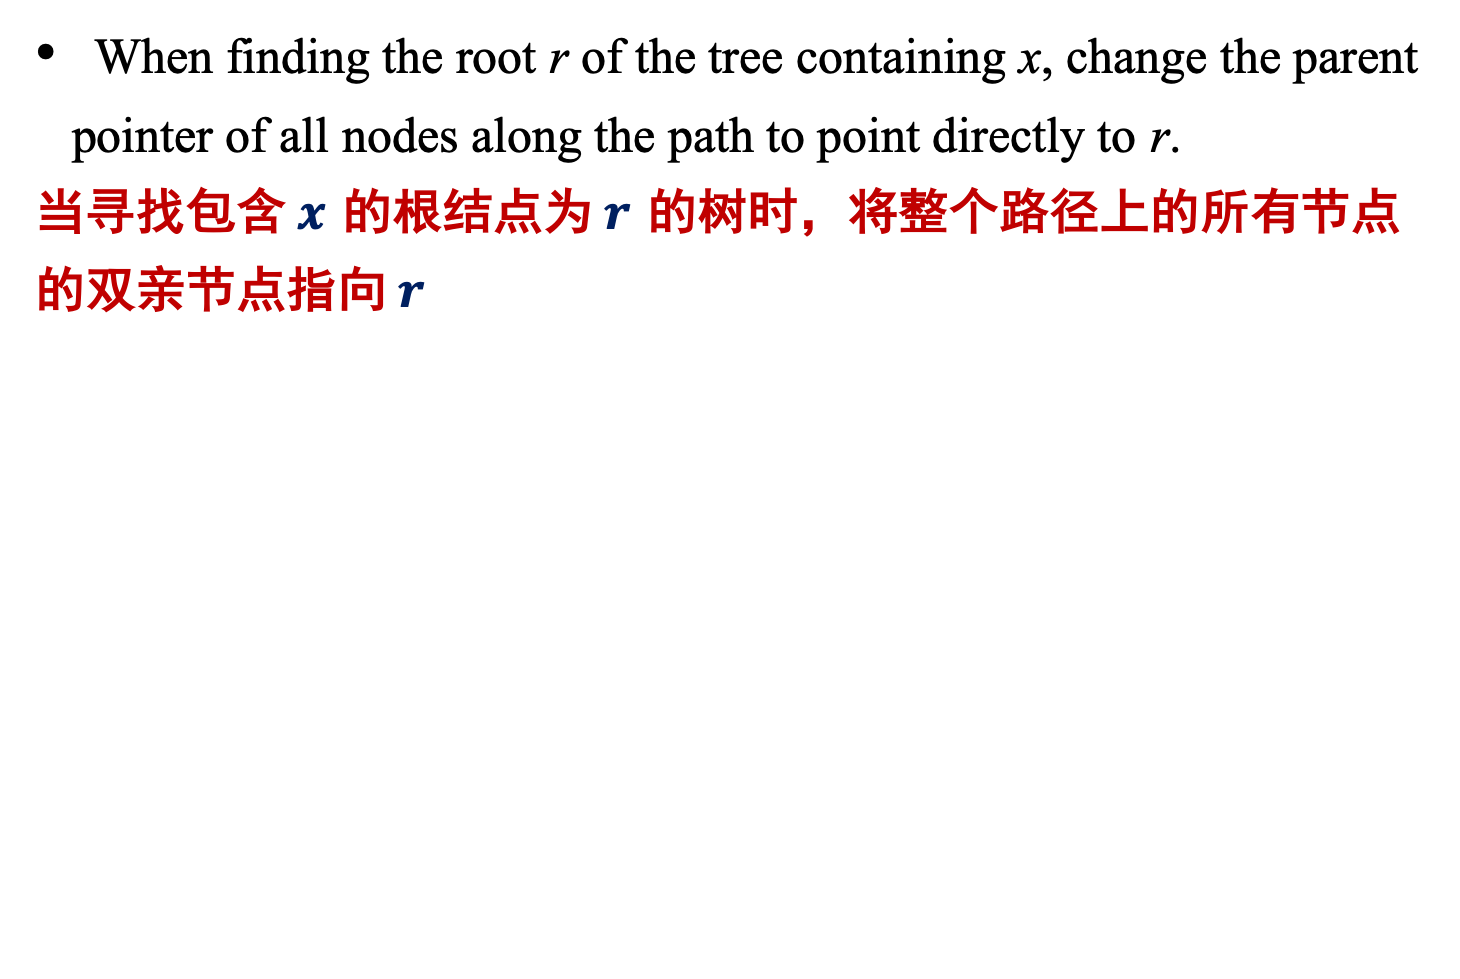 • When finding the root r of the tree containing x, change the parent
pointer of all nodes along the path to point directly to r.
当寻找包含 x 的根结点为 r 的树时，将整个路径上的所有节点
的双亲节点指向 r